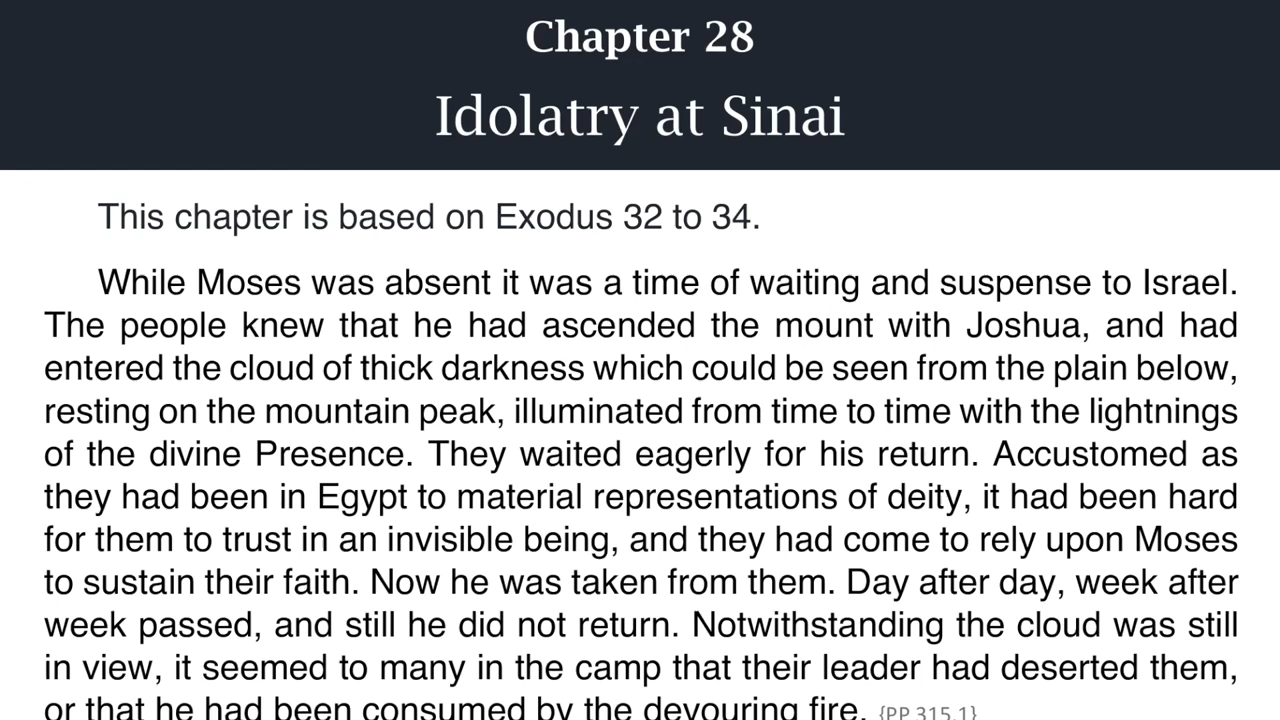 Chapter 28
Idolatry at Sinai
This chapter is based on Exodus 32 to 34.
While Moses was absent it was a time of waiting and suspense to Israel.
The people knew that he had ascended the mount with Joshua, and had
entered the cloud of thick darkness which could be seen from the plain below,
resting on the mountain peak, illuminated from time to time with the lightnings
of the divine Presence. They waited eagerly for his return. Accustomed as
they had been in Egypt to material representations of deity, it had been hard
for them to trust in an invisible being, and they had come to rely upon Moses
to sustain their faith. Now he was taken from them. Day after day, week after
week passed, and still he did not return. Notwithstanding the cloud was still
in view, it seemed to many in the camp that their leader had deserted them,
or that he had been consumed by the devouring fire. {PP 315.1}